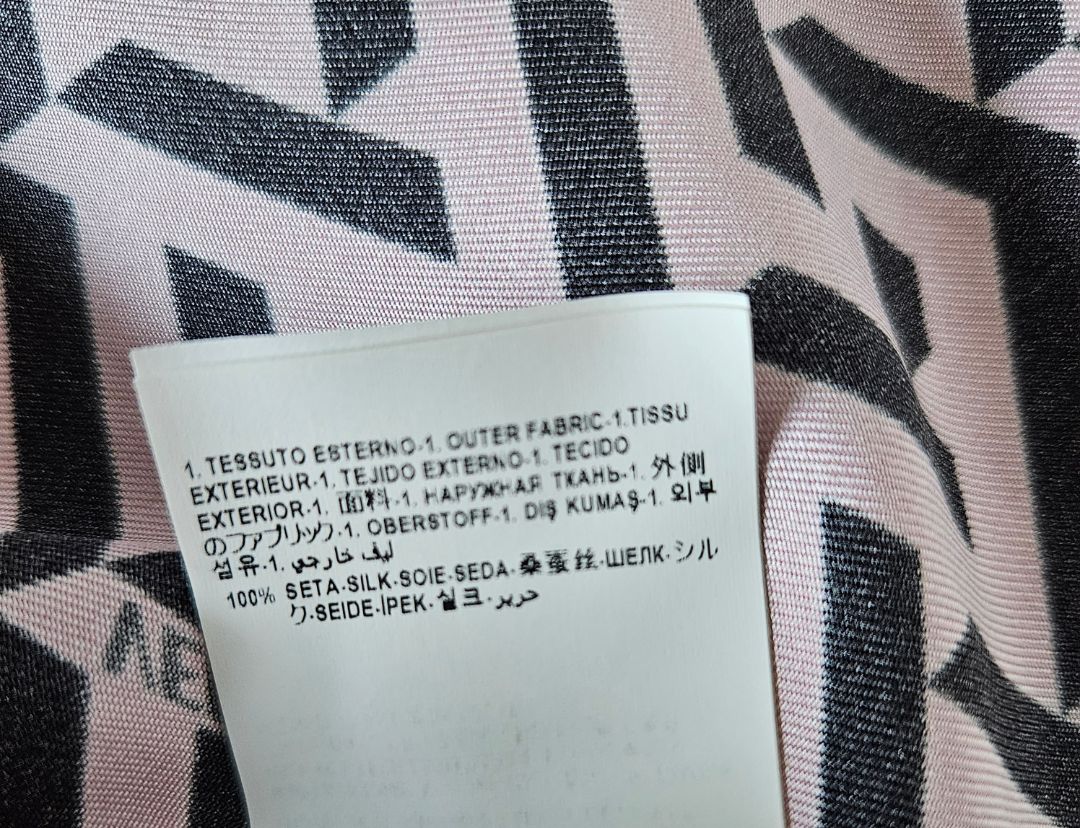 1. TESSUTO ESTERNO-1. OUTER FABRIC-1.TISSU
EXTERIEUR-1. TEJIDO EXTERNO-1. TECIDO
EXTERIOR-1. 面料-1. НАРУЖНАЯ ТКАНЬ-1. 外側
のファブリック-1. OBERSTOFF-1. DIŞ KUMAŞ-1. 외부
섬유-1. ليف خارجي
100% SETA-SILK-SOIE-SEDA-桑蚕丝-ШЕЛК-シル
ク-SEIDE-İPEK-실크-حرير